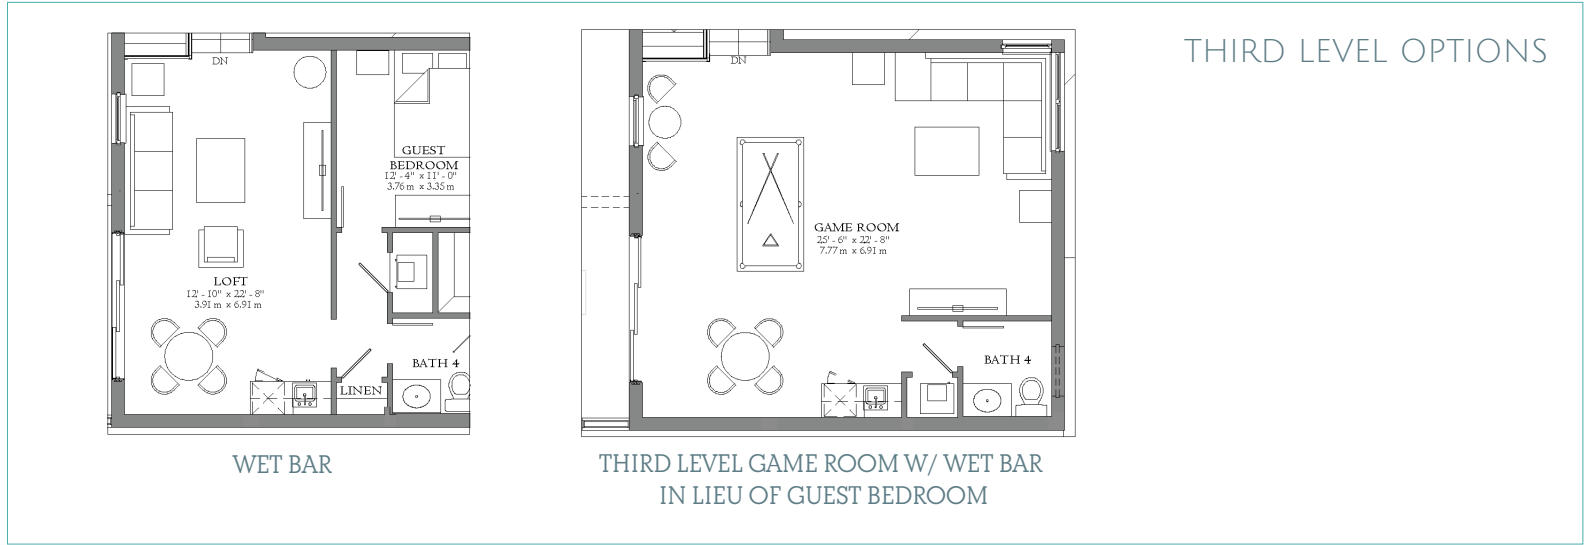 THIRD LEVEL OPTIONS
DN
GUEST
BEDROOM
12' - 4" x 11' - 0"
3.76 m x 3.35 m
LOFT
12' - 10" x 22' - 8"
3.91 m x 6.91 m
BATH 4
LINEN
WET BAR
DN
GAME ROOM
25' - 6" x 22' - 8"
7.77 m x 6.91 m
BATH 4
THIRD LEVEL GAME ROOM W/ WET BAR
IN LIEU OF GUEST BEDROOM